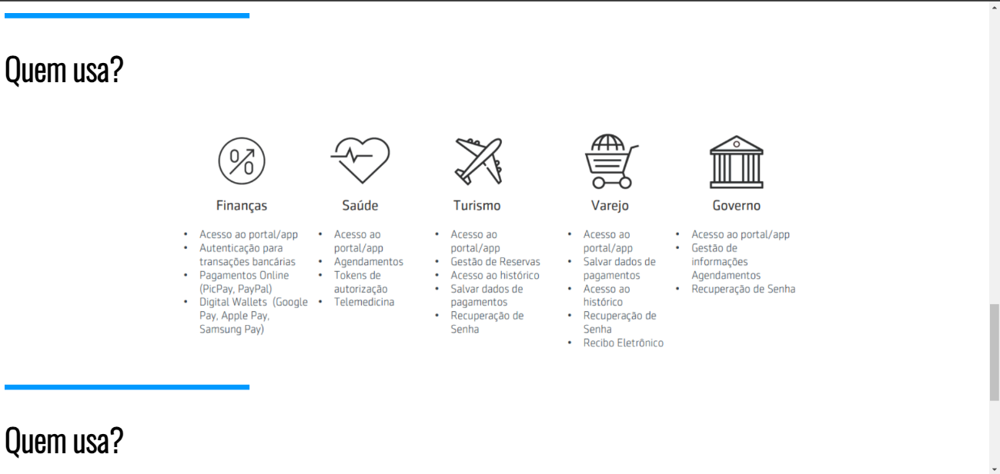 Quem usa?
Finanças
• Acesso ao portal/app
• Autenticação para
transações bancárias
• Pagamentos Online
(PicPay, PayPal)
• Digital Wallets (Google
Pay, Apple Pay,
Samsung Pay)
Saúde
• Acesso ao
portal/app
• Agendamentos
• Tokens de
autorização
• Telemedicina
Turismo
• Acesso ao
portal/app
• Gestão de Reservas
• Acesso ao histórico
• Salvar dados de
pagamentos
• Recuperação de
Senha
Varejo
• Acesso ao
portal/app
• Salvar dados de
pagamentos
• Acesso ao
histórico
• Recuperação de
Senha
• Recibo Eletrônico
Governo
• Acesso ao portal/app
• Gestão de
informações
Agendamentos
• Recuperação de Senha
Quem usa?